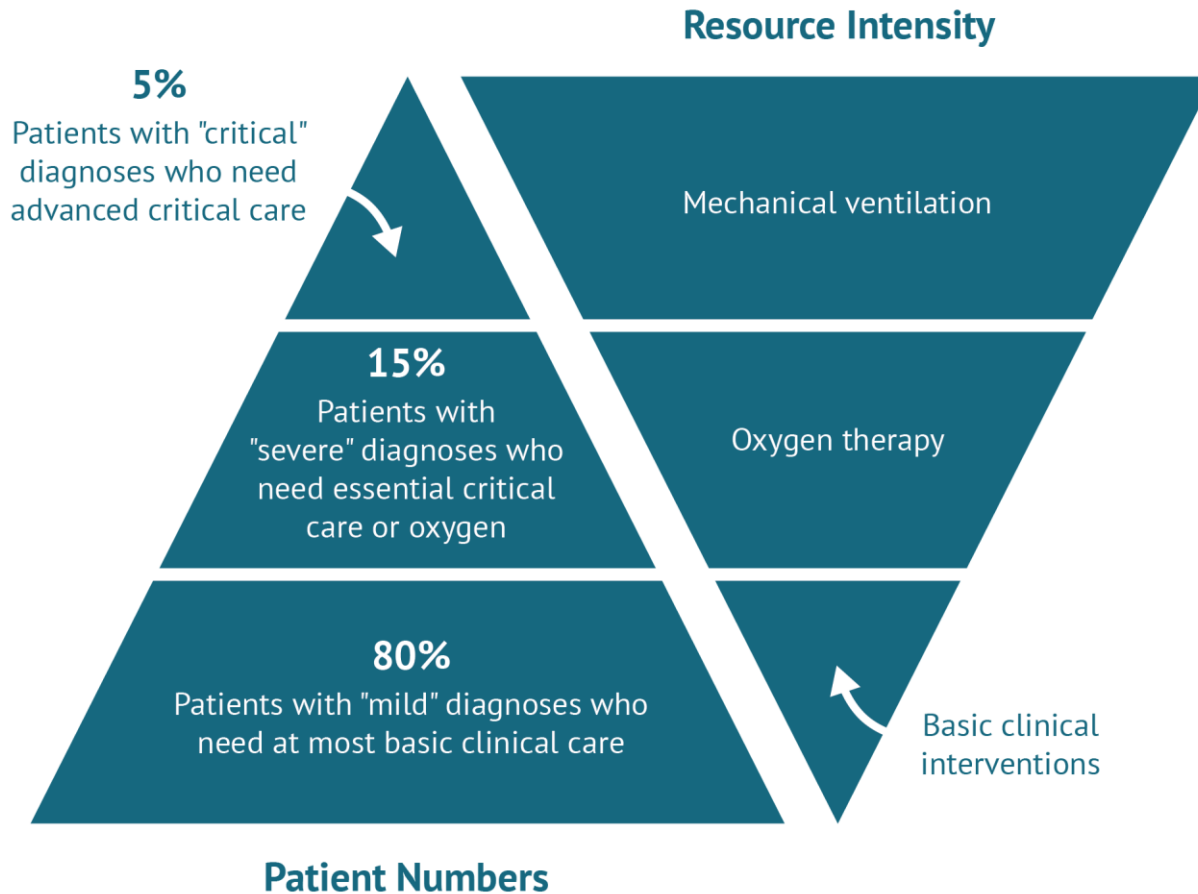 Resource Intensity
5%
Patients with "critical"
diagnoses who need
advanced critical care
Mechanical ventilation
15%
Patients with
"severe" diagnoses who
need essential critical
care or oxygen
Oxygen therapy
80%
Patients with "mild" diagnoses who
need at most basic clinical care
Basic clinical
interventions
Patient Numbers